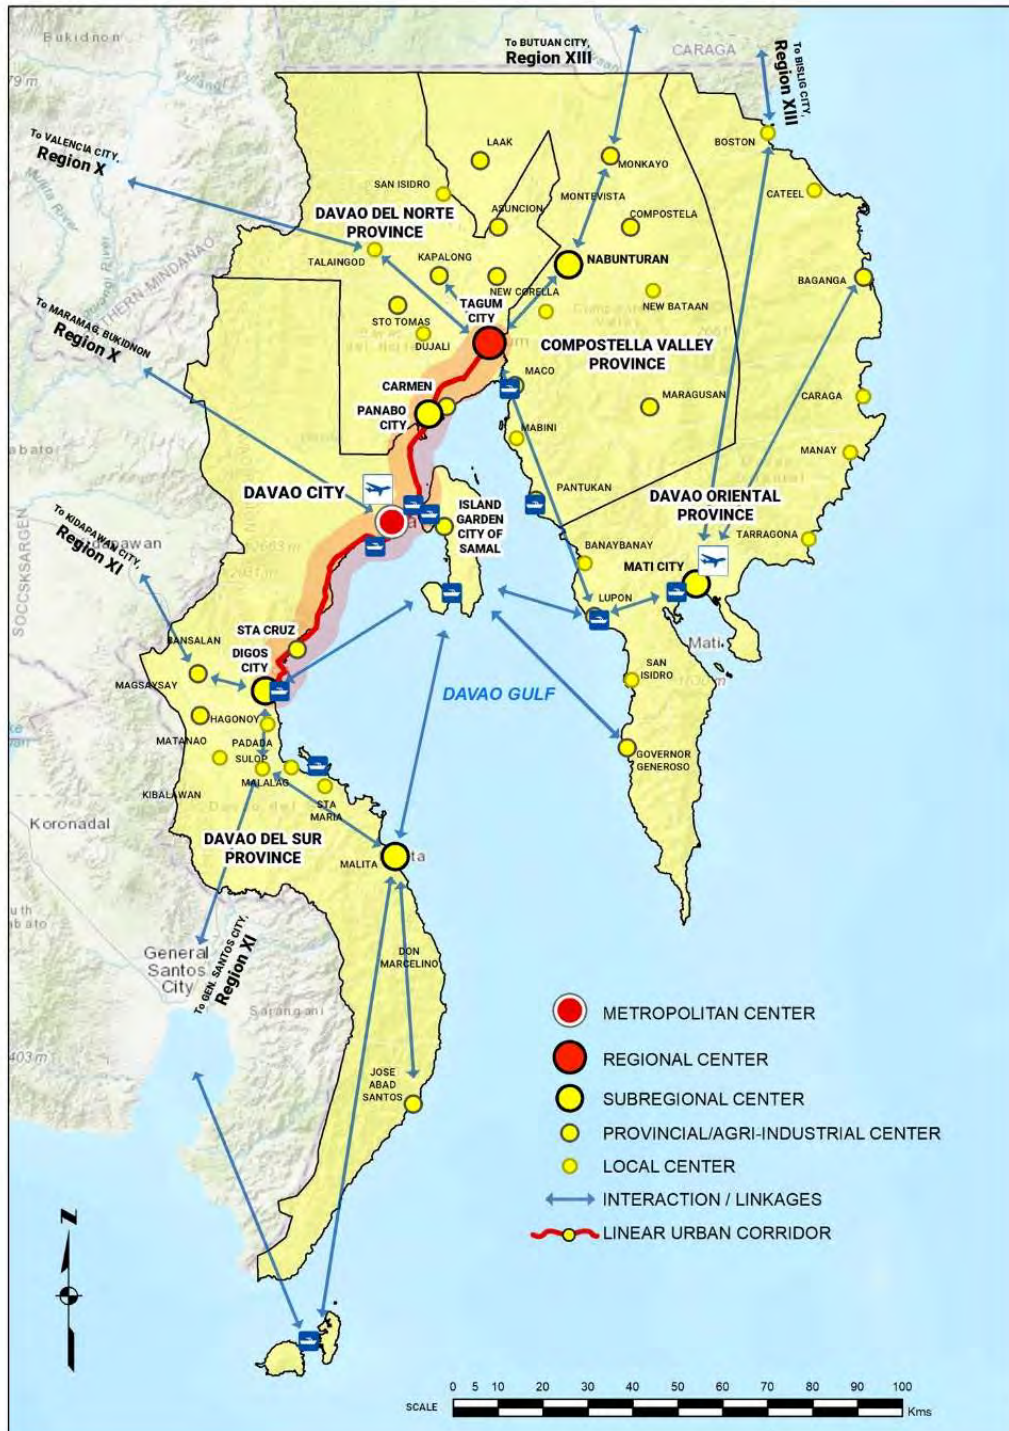 Bukidnon
To BUTUAN CITY,
Region XIII
CARAGA
To BISLIG CITY,
Region XIII
To VALENCIA CITY,
Region X
LAAK
MONKAYO
BOSTON
SAN ISIDRO
MONTEVISTA
CATEEL
ASUNCION
COMPOSTELA
DAVAO DEL NORTE
PROVINCE
TALAINGOD
KAPALONG
NABUNTURAN
BAGANGA
NEW CORELLA
NEW BATAAN
To MARAMAG, BUKIDNON
Region X
TAGUM
CITY
STO TOMAS
DUJALI
COMPOSTELLA VALLEY
PROVINCE
CARMEN
MACO
PANABO
CITY
MARAGUSAN
CARAGA
MABINI
MANAY
DAVAO CITY
PANTUKAN
DAVAO ORIENTAL
PROVINCE
ISLAND
GARDEN
CITY OF
SAMAL
To KIDAPAWAN CITY,
Region XI
TARRAGONA
BANAYBANAY
MATI CITY
SOCCSKSARGEN
LUPON
STA CRUZ
BANSALAN
DIGOS
CITY
Mati
SAN
ISIDRO
MAGSAYSAY
DAVAO GULF
HAGONOY
MATANAO
PADADA
SULOP
GOVERNOR
GENEROSO
MALALAG
KIBALAWAN
STA
MARIA
Koronadal
DAVAO DEL SUR
PROVINCE
MALITA
To GEN. SANTOS CITY,
Region XI
General
Santos
City
DON
MARCELINO
Sarangani
403 m
JOSE
ABAD
SANTOS
METROPOLITAN CENTER
REGIONAL CENTER
SUBREGIONAL CENTER
PROVINCIAL/AGRI-INDUSTRIAL CENTER
LOCAL CENTER
INTERACTION / LINKAGES
LINEAR URBAN CORRIDOR
Z
SCALE
0 5 10 20 30 40 50 60 70 80 90 100
Kms